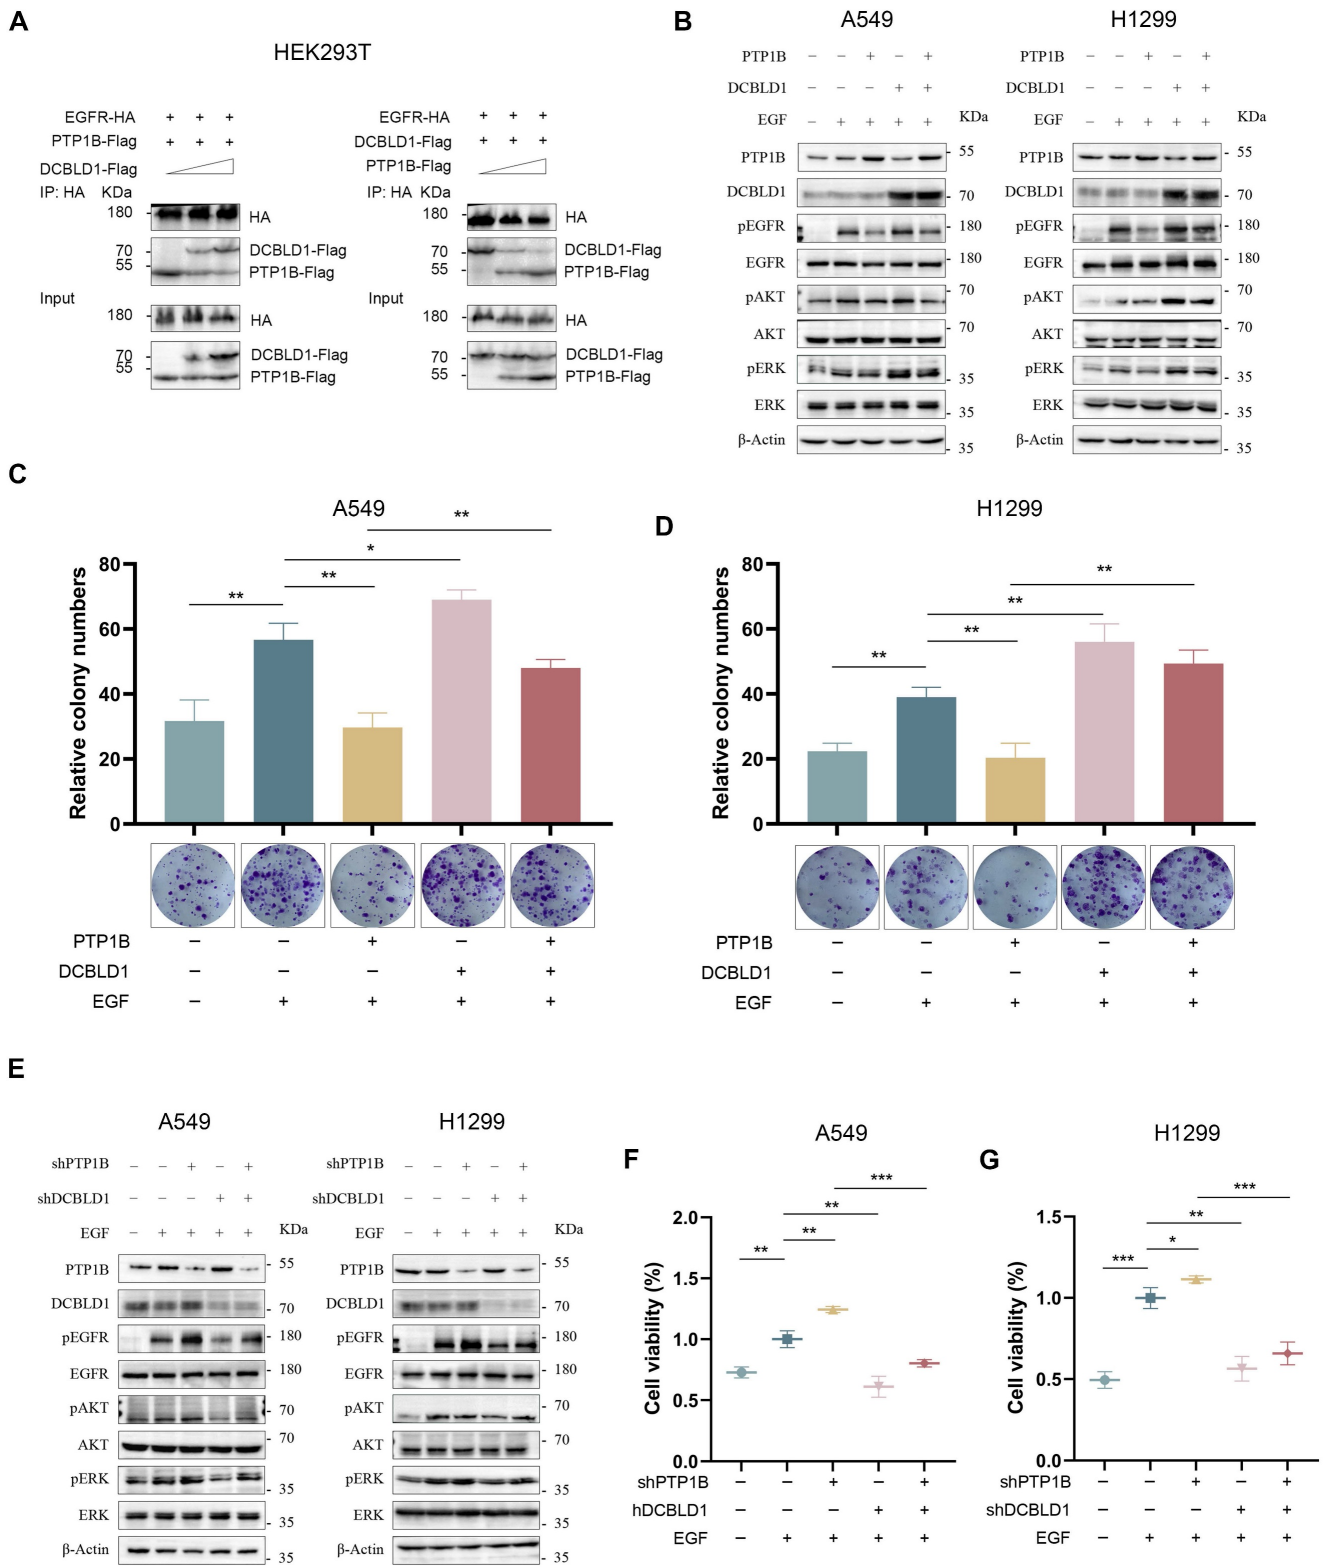 A
HEK293T
EGFR-HA + + +
PTP1B-Flag + + +
DCBLD1-Flag
IP: HA KDa
180 HA
70 DCBLD1-Flag
55 PTP1B-Flag
Input
180 HA
70 DCBLD1-Flag
55 PTP1B-Flag
EGFR-HA + + +
DCBLD1-Flag + + +
PTP1B-Flag
IP: HA KDa
180 HA
70 DCBLD1-Flag
55 PTP1B-Flag
Input
180 HA
70 DCBLD1-Flag
55 PTP1B-Flag
B
A549
PTP1B − − + − +
DCBLD1 − − − + +
EGF − + + + + KDa
PTP1B - 55
DCBLD1 - 70
pEGFR - 180
EGFR - 180
pAKT - 70
AKT - 70
pERK - 35
ERK - 35
β-Actin - 35
H1299
PTP1B − − + − +
DCBLD1 − − − + +
EGF − + + + + KDa
PTP1B - 55
DCBLD1 - 70
pEGFR - 180
EGFR - 180
pAKT - 70
AKT - 70
pERK - 35
ERK - 35
β-Actin - 35
C
A549
Relative colony numbers
80
60
40
20
0
**
*
**
**
PTP1B − − + − +
DCBLD1 − − − + +
EGF − + + + +
D
H1299
Relative colony numbers
80
60
40
20
0
**
**
**
**
PTP1B − − + − +
DCBLD1 − − − + +
EGF − + + + +
E
A549
shPTP1B − − + − +
shDCBLD1 − − − + +
EGF − + + + + KDa
PTP1B - 55
DCBLD1 - 70
pEGFR - 180
EGFR - 180
pAKT - 70
AKT - 70
pERK - 35
ERK - 35
β-Actin - 35
H1299
shPTP1B − − + − +
shDCBLD1 − − − + +
EGF − + + + + KDa
PTP1B - 55
DCBLD1 - 70
pEGFR - 180
EGFR - 180
pAKT - 70
AKT - 70
pERK - 35
ERK - 35
β-Actin - 35
F
A549
Cell viability (%)
2.0
1.5
1.0
0.5
0.0
***
**
**
**
shPTP1B − − + − +
hDCBLD1 − − − + +
EGF − + + + +
G
H1299
Cell viability (%)
1.5
1.0
0.5
0.0
***
**
*
***
shPTP1B − − + − +
shDCBLD1 − − − + +
EGF − + + + +